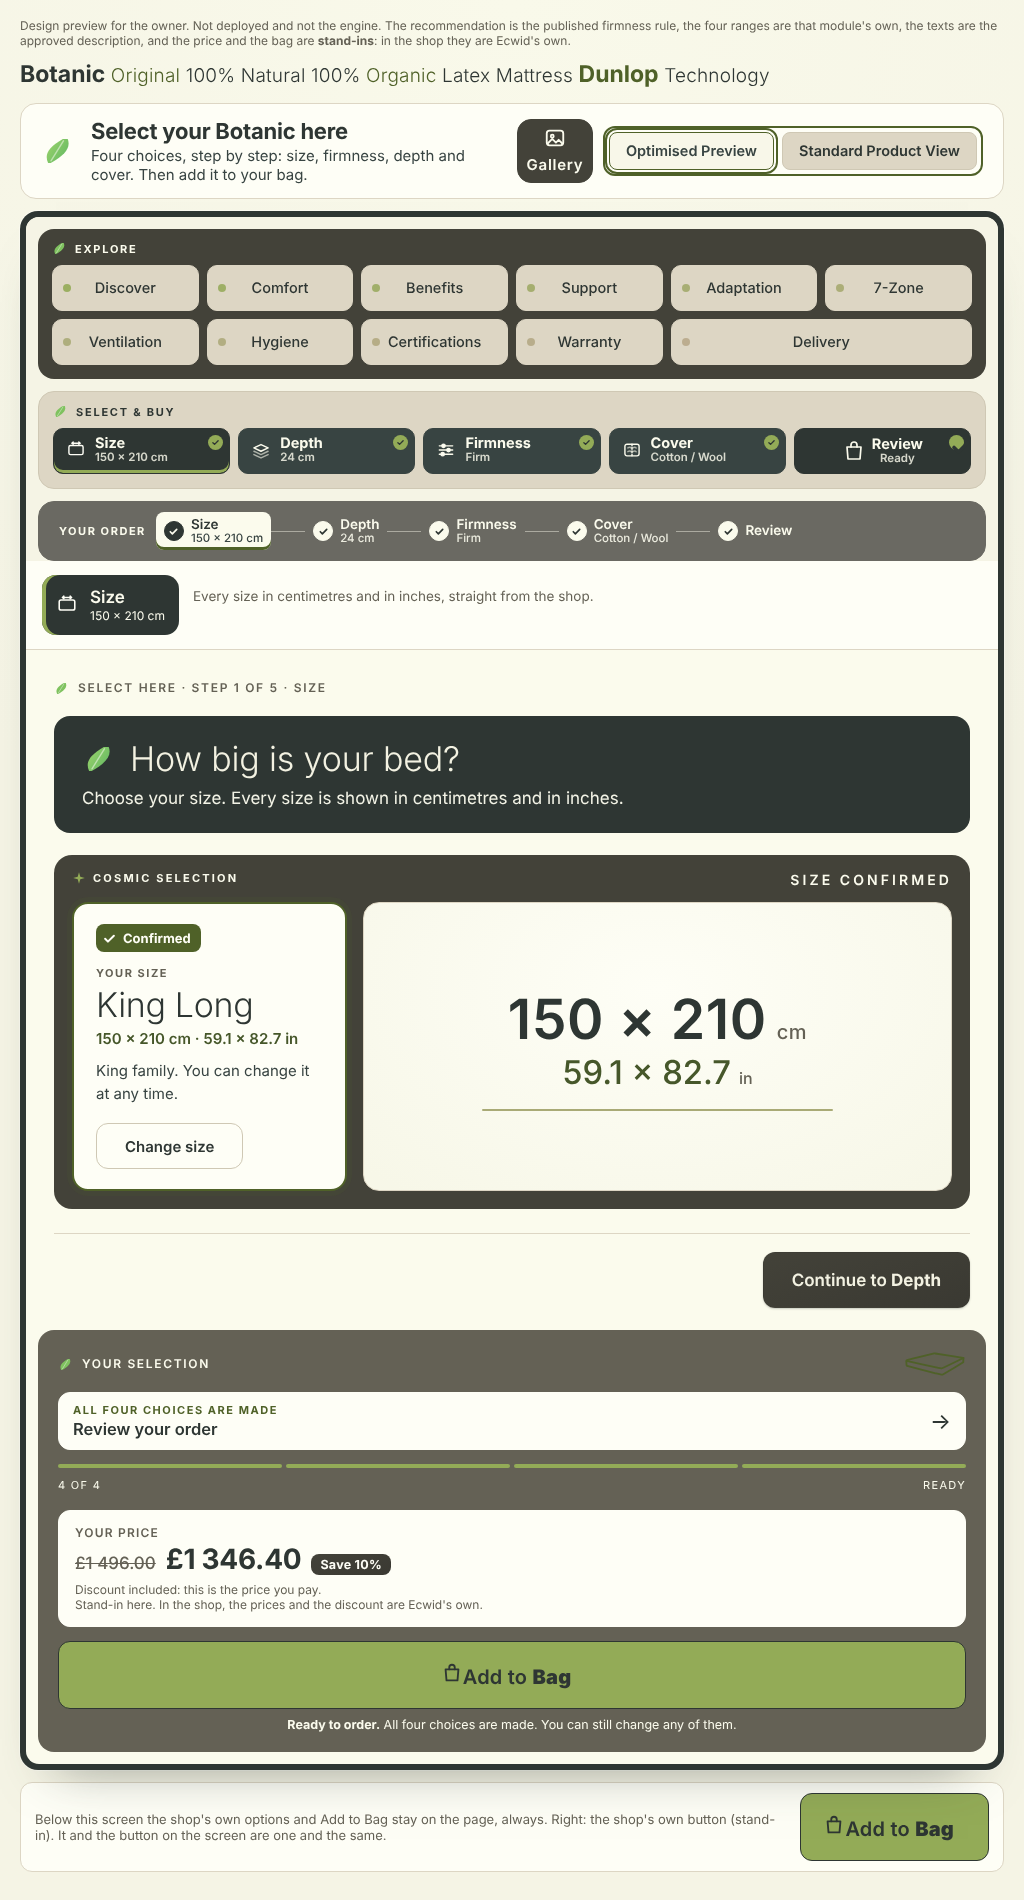 Design preview for the owner. Not deployed and not the engine. The recommendation is the published firmness rule, the four ranges are that module's own, the texts are the
approved description, and the price and the bag are stand-ins: in the shop they are Ecwid's own.
Botanic Original 100% Natural 100% Organic Latex Mattress Dunlop Technology
Select your Botanic here
Four choices, step by step: size, firmness, depth and
cover. Then add it to your bag.
Gallery
Optimised Preview
Standard Product View
EXPLORE
Discover
Comfort
Benefits
Support
Adaptation
7-Zone
Ventilation
Hygiene
Certifications
Warranty
Delivery
SELECT & BUY
Size
150 × 210 cm
Depth
24 cm
Firmness
Firm
Cover
Cotton / Wool
Review
Ready
YOUR ORDER
Size
150 × 210 cm
Depth
24 cm
Firmness
Firm
Cover
Cotton / Wool
Review
Size
150 × 210 cm
Every size in centimetres and in inches, straight from the shop.
SELECT HERE · STEP 1 OF 5 · SIZE
How big is your bed?
Choose your size. Every size is shown in centimetres and in inches.
COSMIC SELECTION
SIZE CONFIRMED
Confirmed
YOUR SIZE
King Long
150 × 210 cm · 59.1 × 82.7 in
King family. You can change it
at any time.
Change size
150 × 210 cm
59.1 × 82.7 in
Continue to Depth
YOUR SELECTION
ALL FOUR CHOICES ARE MADE
Review your order
4 OF 4
READY
YOUR PRICE
£1 496.00 £1 346.40 Save 10%
Discount included: this is the price you pay.
Stand-in here. In the shop, the prices and the discount are Ecwid's own.
Add to Bag
Ready to order. All four choices are made. You can still change any of them.
Below this screen the shop's own options and Add to Bag stay on the page, always. Right: the shop's own button (stand-
in). It and the button on the screen are one and the same.
Add to Bag